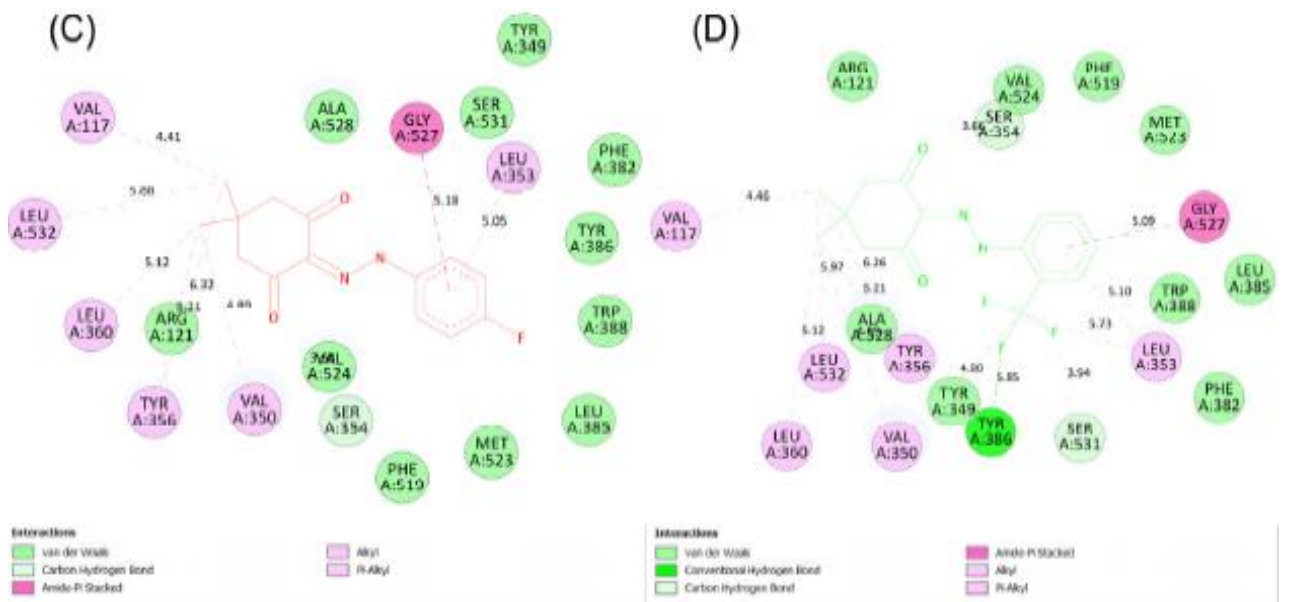 (C)
TYR
A:349
VAL
A:117
ALA
A:528
GLY
A:527
SER
A:531
LEU
A:353
PHE
A:382
4.41
5.18
5.05
LEU
A:532
O
TYR
A:386
N
N
5.12
6.32
LEU
A:360
ARG
A:121
O
F
TRP
A:388
VAL
A:524
TYR
A:356
VAL
A:350
SER
A:354
LEU
A:385
MET
A:523
PHE
A:519
Interactions
van der Waals
Carbon Hydrogen Bond
Amide-Pi Stacked
Alkyl
Pi-Alkyl
(D)
ARG
A:121
VAL
A:524
PHE
A:519
SER
A:354
MET
A:523
O
4.46
VAL
A:117
N
5.09
GLY
A:527
5.97
6.26
5.21
O
5.10
LEU
A:385
TRP
A:388
ALA
A:528
5.12
5.73
LEU
A:532
TYR
A:356
LEU
A:353
4.80
5.85
3.94
TYR
A:349
PHE
A:382
TYR
A:386
LEU
A:360
VAL
A:350
SER
A:531
Interactions
van der Waals
Conventional Hydrogen Bond
Carbon Hydrogen Bond
Amide-Pi Stacked
Alkyl
Pi-Alkyl